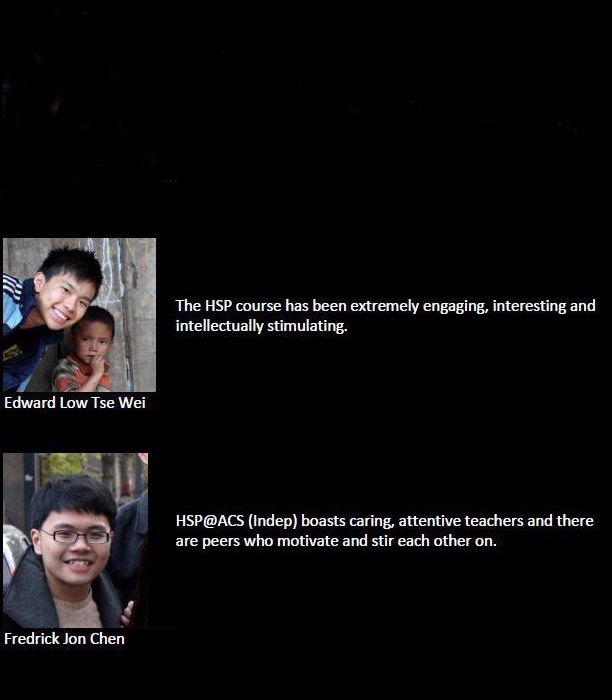 The HSP course has been extremely engaging, interesting and
intellectually stimulating.
Edward Low Tse Wei
HSP@ACS (Indep) boasts caring, attentive teachers and there
are peers who motivate and stir each other on.
Fredrick Jon Chen